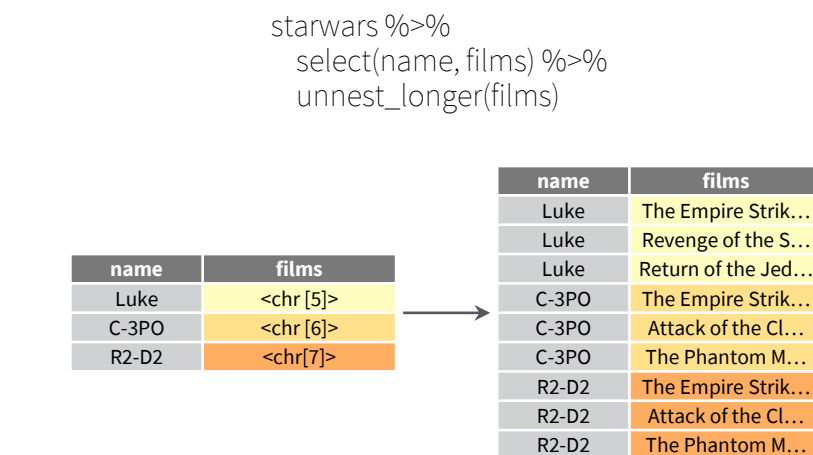 starwars %>%
select(name, films) %>%
unnest_longer(films)
name films
Luke <chr [5]>
C-3PO <chr [6]>
R2-D2 <chr[7]>
name films
Luke The Empire Strik…
Luke Revenge of the S…
Luke Return of the Jed…
C-3PO The Empire Strik…
C-3PO Attack of the Cl…
C-3PO The Phantom M…
R2-D2 The Empire Strik…
R2-D2 Attack of the Cl…
R2-D2 The Phantom M…